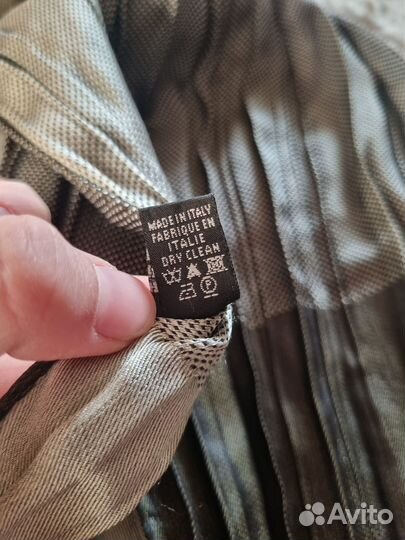 MADE IN ITALY
FABRIQUE EN
ITALIE
DRY CLEAN
P
Avito